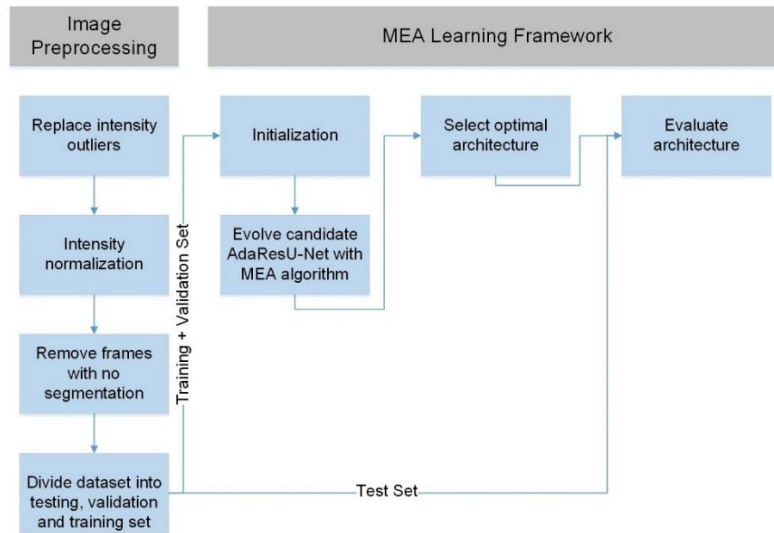 Image
Preprocessing
MEA Learning Framework
Replace intensity
outliers
Intensity
normalization
Remove frames
with no
segmentation
Divide dataset into
testing, validation
and training set
Training + Validation Set
Initialization
Evolve candidate
AdaResU-Net with
MEA algorithm
Select optimal
architecture
Evaluate
architecture
Test Set